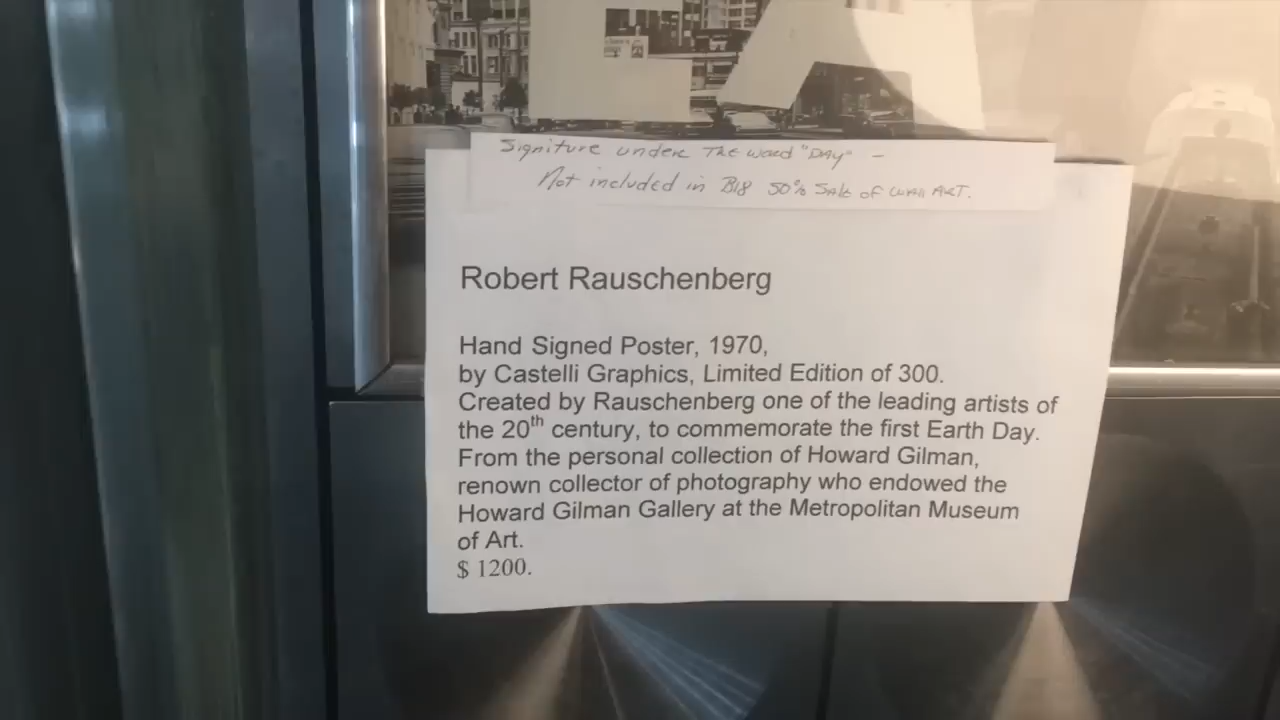 Signiture under The word "DAY" –
Not included in BIG 50% SALE of WALL ART.
Robert Rauschenberg
Hand Signed Poster, 1970,
by Castelli Graphics, Limited Edition of 300.
Created by Rauschenberg one of the leading artists of
the 20th century, to commemorate the first Earth Day.
From the personal collection of Howard Gilman,
renown collector of photography who endowed the
Howard Gilman Gallery at the Metropolitan Museum
of Art.
$ 1200.